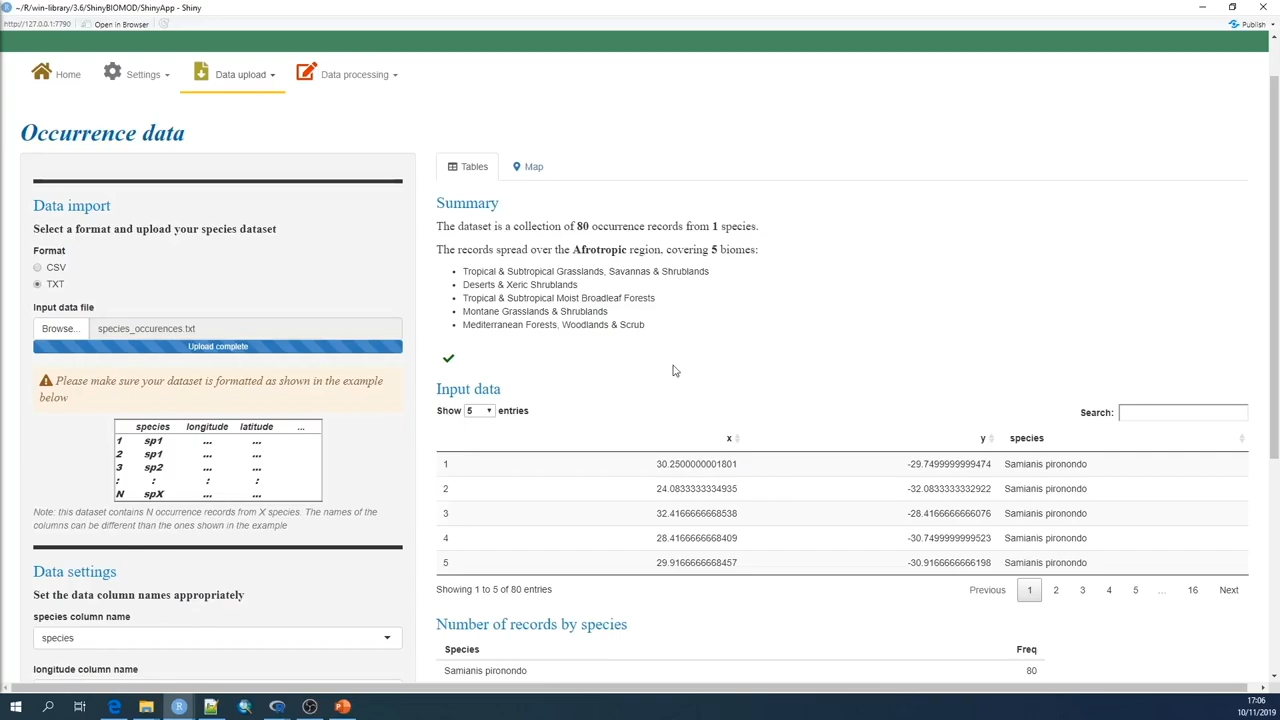 ~/R/win-library/3.6/ShinyBIOMOD/ShinyApp - Shiny
http://127.0.0.1:7790
Open in Browser
Publish
Home
Settings
Data upload
Data processing
Occurrence data
Data import
Select a format and upload your species dataset
Format
CSV
TXT
Input data file
Browse... species_occurences.txt
Upload complete
Please make sure your dataset is formatted as shown in the example
below
species longitude latitude ...
1 sp1 ... ...
2 sp1 ... ...
3 sp2 ... ...
: : : :
N spX ... ...
Note: this dataset contains N occurrence records from X species. The names of the
columns can be different than the ones shown in the example
Data settings
Set the data column names appropriately
species column name
species
longitude column name
Tables
Map
Summary
The dataset is a collection of 80 occurrence records from 1 species.
The records spread over the Afrotropic region, covering 5 biomes:
Tropical & Subtropical Grasslands, Savannas & Shrublands
Deserts & Xeric Shrublands
Tropical & Subtropical Moist Broadleaf Forests
Montane Grasslands & Shrublands
Mediterranean Forests, Woodlands & Scrub
Input data
Show 5 entries
Search:
x y species
1 30.2500000001801 -29.7499999999474 Samianis pironondo
2 24.0833333334935 -32.0833333332922 Samianis pironondo
3 32.4166666668538 -28.4166666666076 Samianis pironondo
4 28.4166666668409 -30.7499999999523 Samianis pironondo
5 29.9166666668457 -30.9166666666198 Samianis pironondo
Showing 1 to 5 of 80 entries
Previous 1 2 3 4 5 ... 16 Next
Number of records by species
Species Freq
Samianis pironondo 80
17:06
10/11/2019